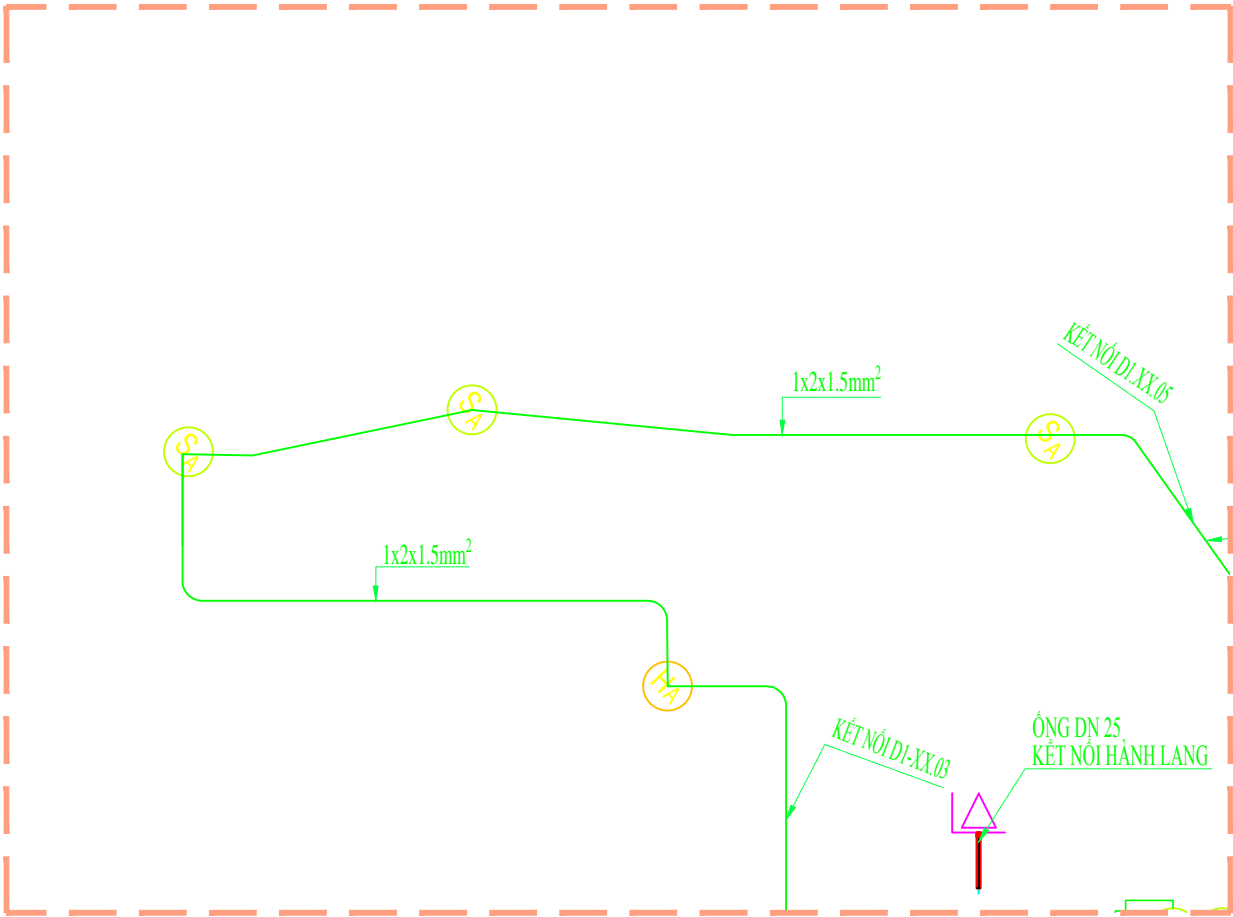 KẾT NỐI D1.XX.05
1x2x1.5mm²
SA
SA
SA
1x2x1.5mm²
HA
KẾT NỐI D1-XX.03
ỐNG DN 25
KẾT NỐI HÀNH LANG